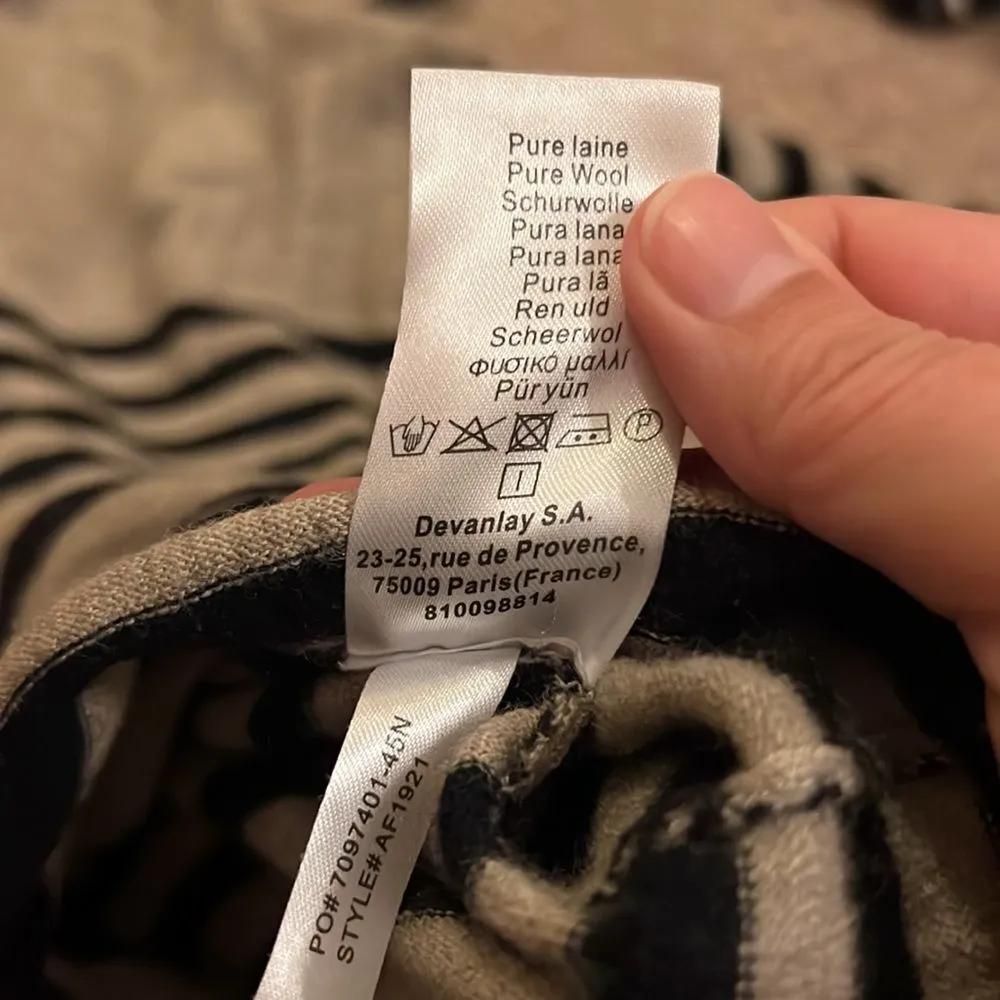 Pure laine
Pure Wool
Schurwolle
Pura lana
Pura lana
Pura lã
Ren uld
Scheerwol
Φυσικό μαλλί
Pür yün
P
Devanlay S.A.
23-25,rue de Provence,
75009 Paris(France)
810098814
PO# 7097401-45N
STYLE# AF1921